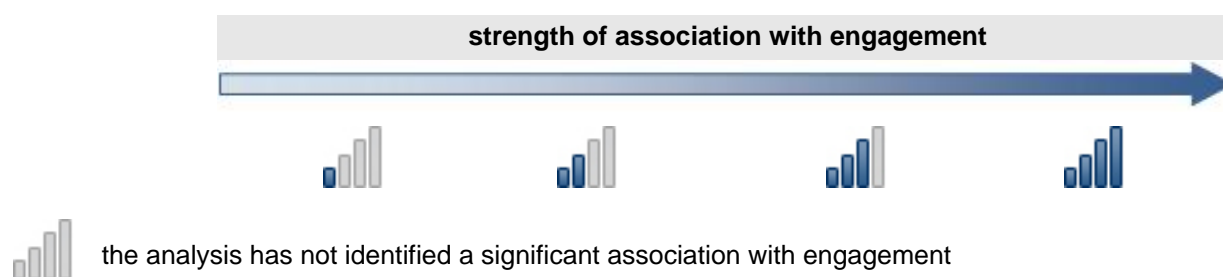 strength of association with engagement
the analysis has not identified a significant association with engagement